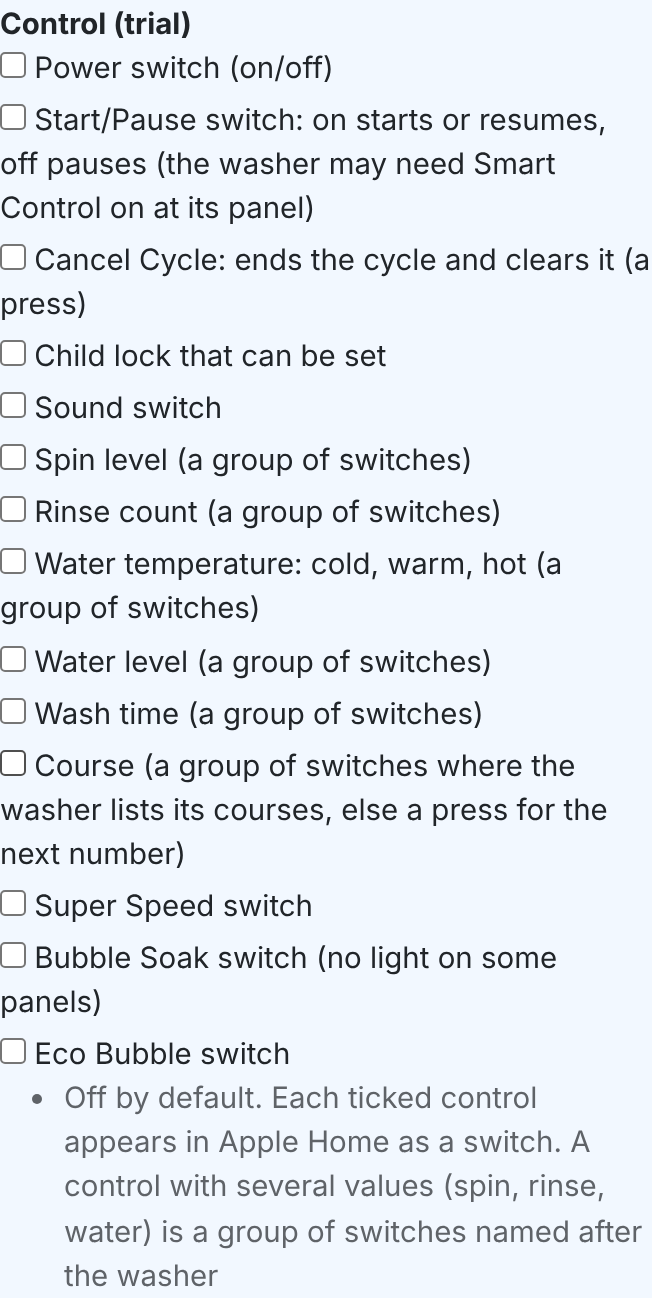 Control (trial)
Power switch (on/off)
Start/Pause switch: on starts or resumes,
off pauses (the washer may need Smart
Control on at its panel)
Cancel Cycle: ends the cycle and clears it (a
press)
Child lock that can be set
Sound switch
Spin level (a group of switches)
Rinse count (a group of switches)
Water temperature: cold, warm, hot (a
group of switches)
Water level (a group of switches)
Wash time (a group of switches)
Course (a group of switches where the
washer lists its courses, else a press for the
next number)
Super Speed switch
Bubble Soak switch (no light on some
panels)
Eco Bubble switch
• Off by default. Each ticked control
appears in Apple Home as a switch. A
control with several values (spin, rinse,
water) is a group of switches named after
the washer